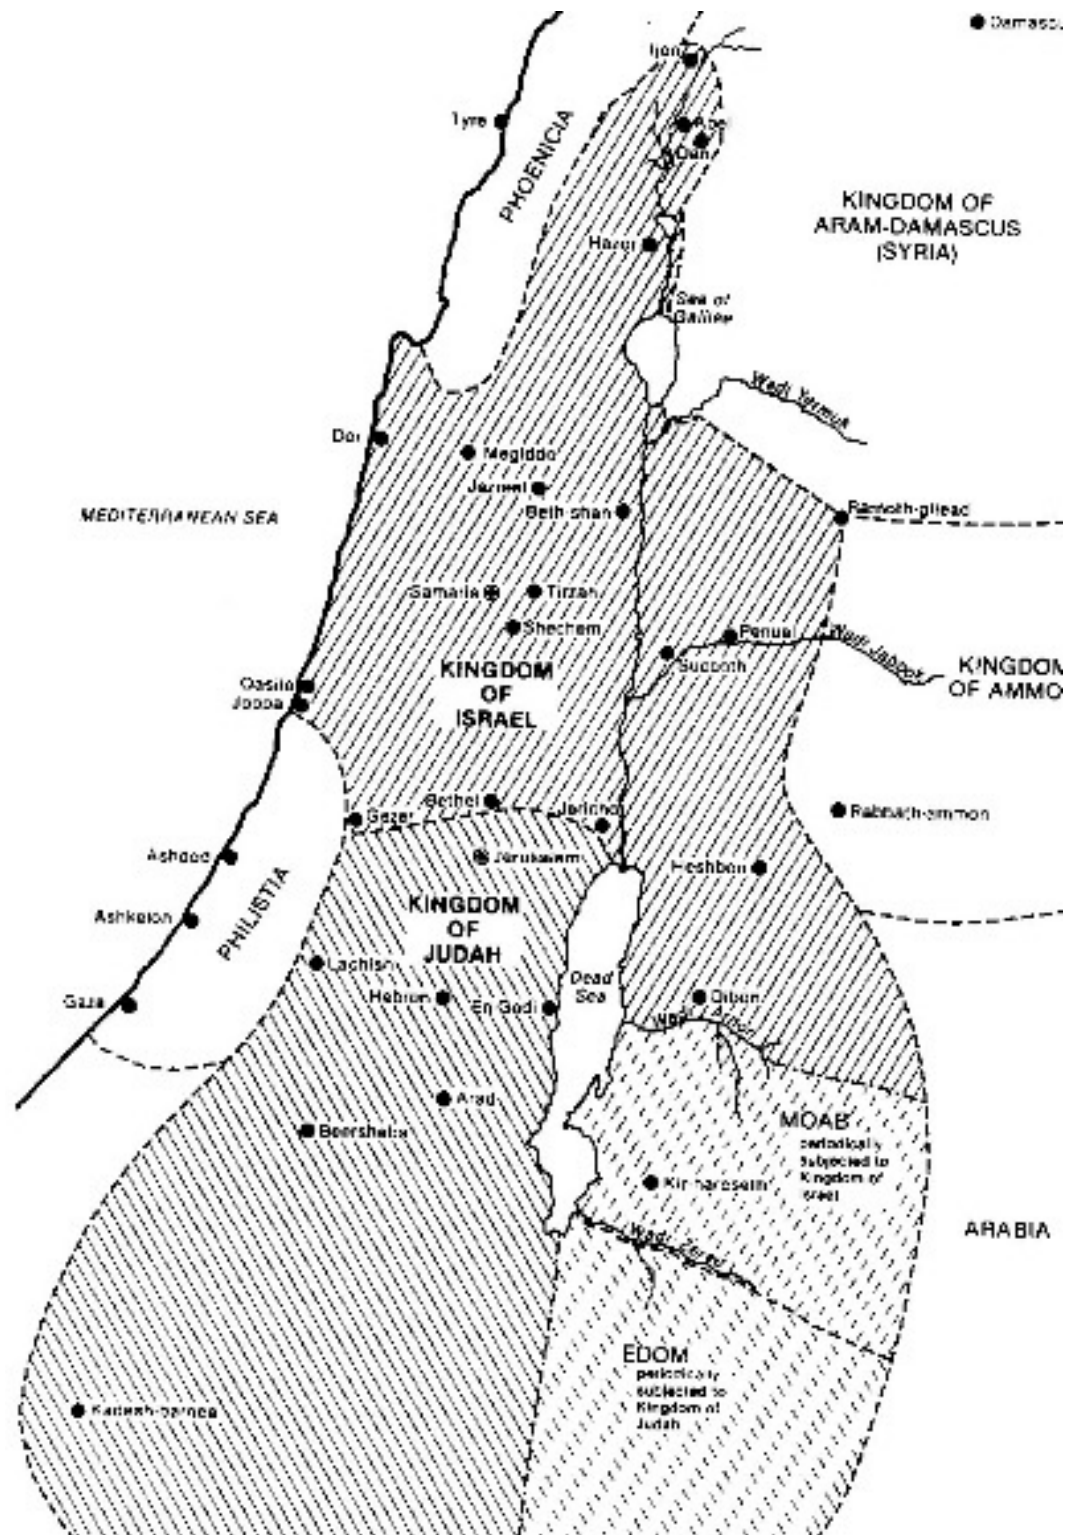 Ijon
Tyre
Abel
Dan
PHOENICIA
KINGDOM OF
ARAM-DAMASCUS
(SYRIA)
Hazor
Sea of
Galilee
Wadi Yarmuk
Dor
Megiddo
Jezreel
MEDITERRANEAN SEA
Beth-shan
Ramoth-gilead
Samaria
Tirzah
Shechem
Penuel
Wadi Jabbok
Succoth
KINGDOM
OF
ISRAEL
KINGDOM
OF AMMO
Qasile
Joppa
Bethel
Jericho
Gezer
Rabbath-ammon
Ashdod
Jerusalem
Heshbon
PHILISTIA
Ashkelon
KINGDOM
OF
JUDAH
Lachish
Hebron
Dead
Sea
En Gedi
Dibon
Gaza
Wadi Arnon
Arad
Beersheba
MOAB
periodically
subjected to
Kingdom of
Israel
Kir-hareseth
Wadi Zered
ARABIA
EDOM
periodically
subjected to
Kingdom of
Judah
Kadesh-barnea